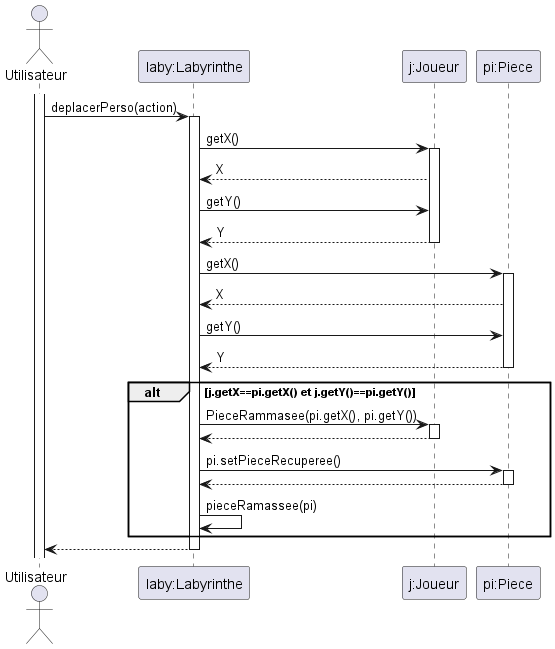 Utilisateur
laby:Labyrinthe
j:Joueur
pi:Piece
deplacerPerso(action)
getX()
X
getY()
Y
getX()
X
getY()
Y
alt
[j.getX==pi.getX() et j.getY()==pi.getY()]
PieceRammasee(pi.getX(), pi.getY())
pi.setPieceRecuperee()
pieceRamassee(pi)
Utilisateur
laby:Labyrinthe
j:Joueur
pi:Piece